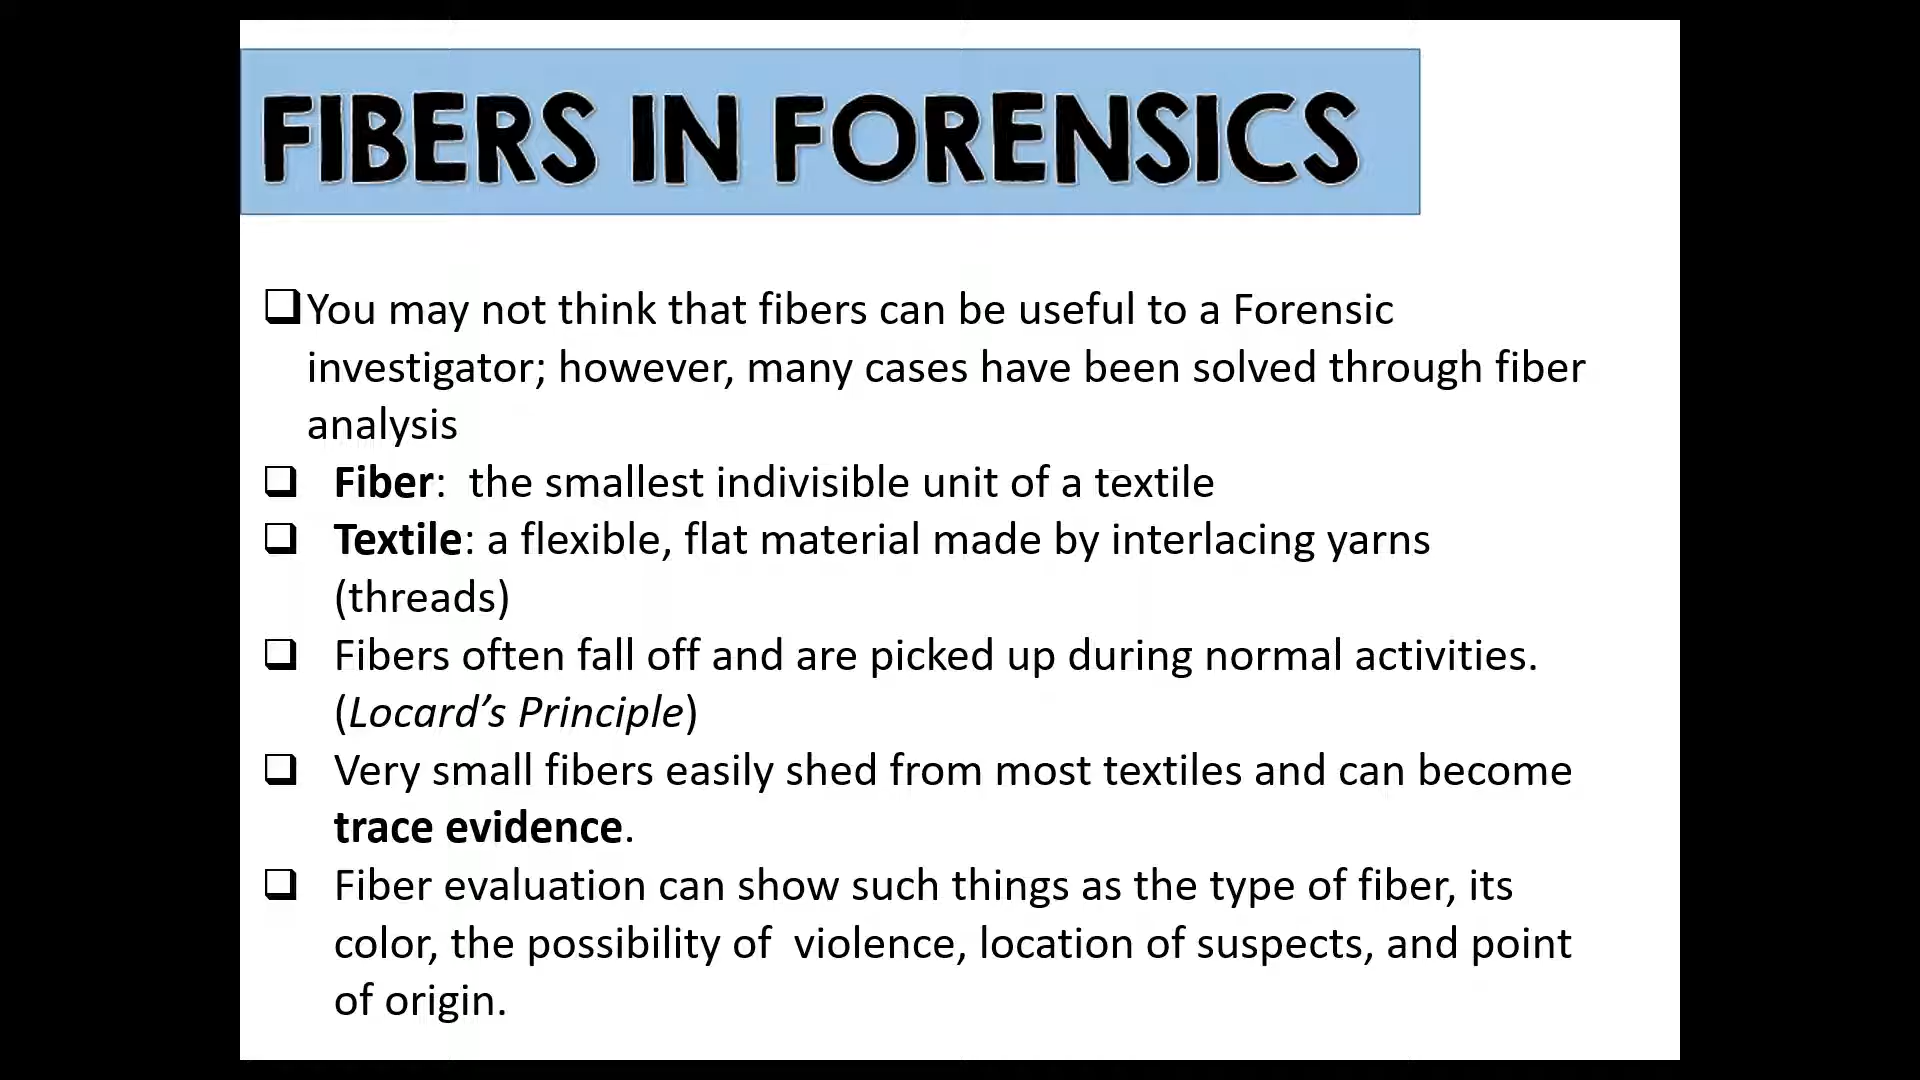 FIBERS IN FORENSICS
❑You may not think that fibers can be useful to a Forensic
investigator; however, many cases have been solved through fiber
analysis
❑ Fiber:  the smallest indivisible unit of a textile
❑ Textile: a flexible, flat material made by interlacing yarns
(threads)
❑ Fibers often fall off and are picked up during normal activities.
(Locard’s Principle)
❑ Very small fibers easily shed from most textiles and can become
trace evidence.
❑ Fiber evaluation can show such things as the type of fiber, its
color, the possibility of  violence, location of suspects, and point
of origin.